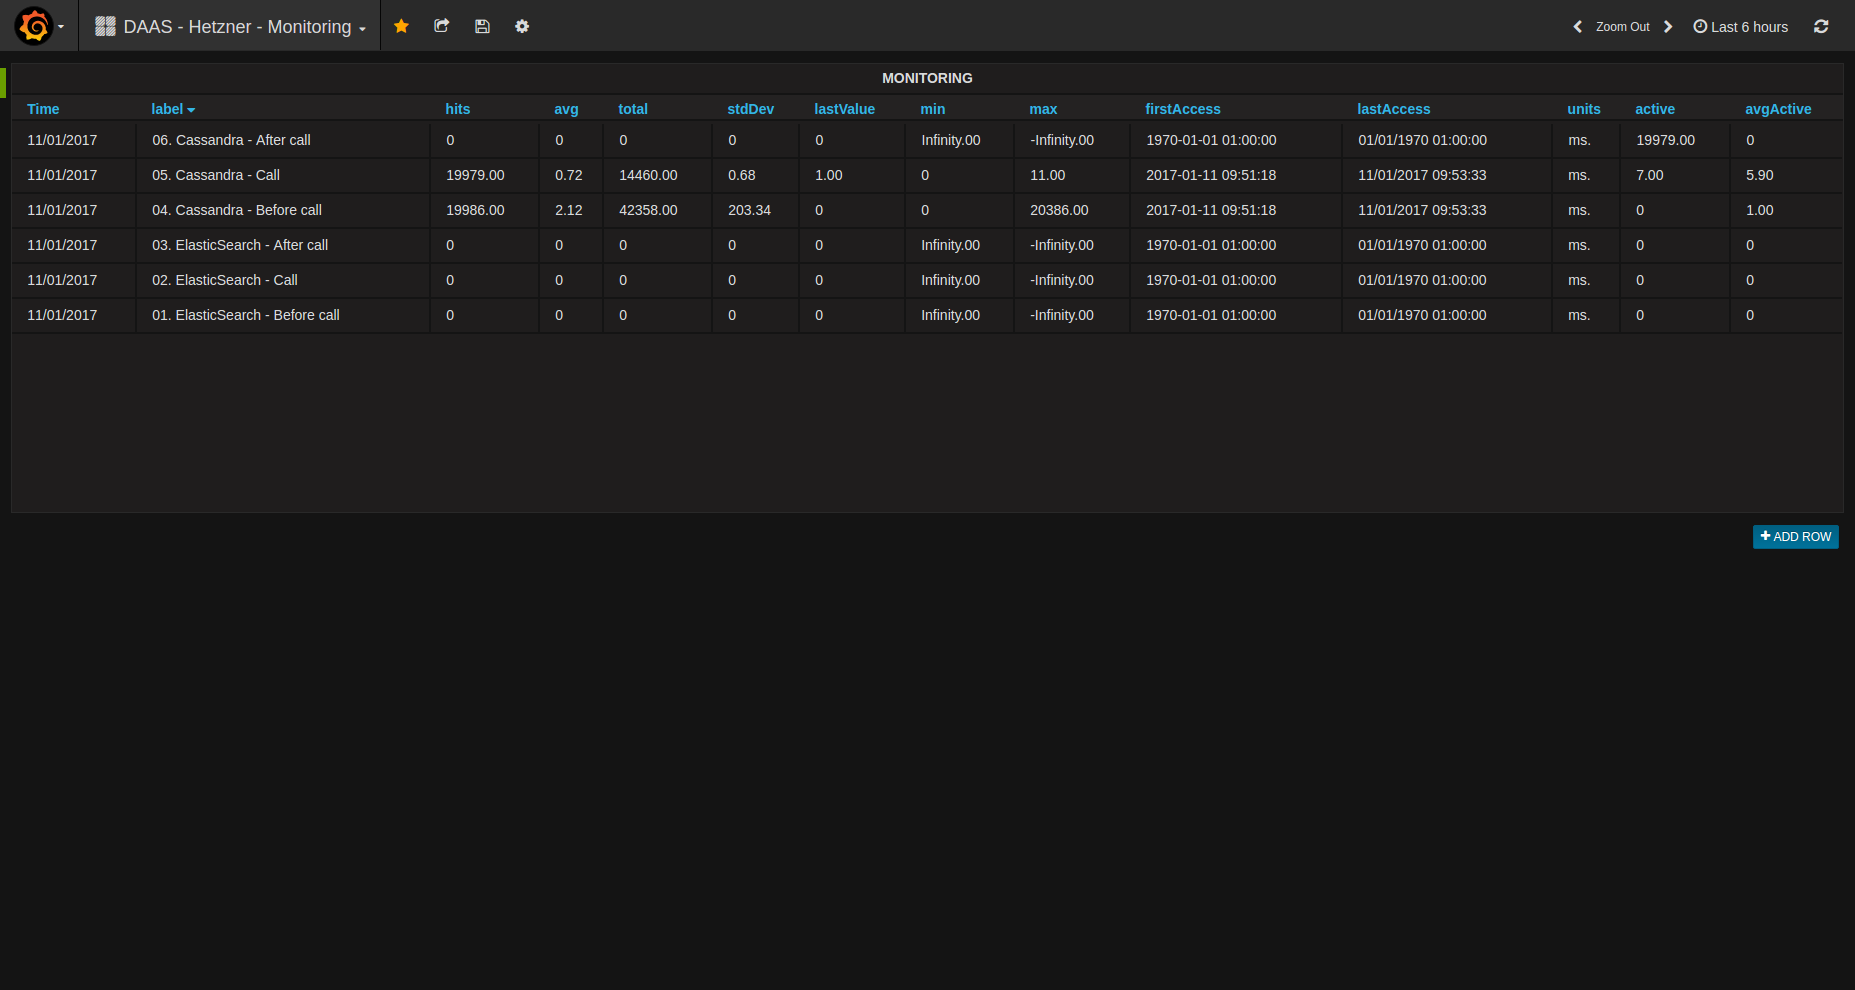 DAAS - Hetzner - Monitoring Zoom Out Last 6 hours
MONITORING
Time label hits avg total stdDev lastValue min max firstAccess lastAccess units active avgActive
11/01/2017 06. Cassandra - After call 0 0 0 0 0 Infinity.00 -Infinity.00 1970-01-01 01:00:00 01/01/1970 01:00:00 ms. 19979.00 0
11/01/2017 05. Cassandra - Call 19979.00 0.72 14460.00 0.68 1.00 0 11.00 2017-01-11 09:51:18 11/01/2017 09:53:33 ms. 7.00 5.90
11/01/2017 04. Cassandra - Before call 19986.00 2.12 42358.00 203.34 0 0 20386.00 2017-01-11 09:51:18 11/01/2017 09:53:33 ms. 0 1.00
11/01/2017 03. ElasticSearch - After call 0 0 0 0 0 Infinity.00 -Infinity.00 1970-01-01 01:00:00 01/01/1970 01:00:00 ms. 0 0
11/01/2017 02. ElasticSearch - Call 0 0 0 0 0 Infinity.00 -Infinity.00 1970-01-01 01:00:00 01/01/1970 01:00:00 ms. 0 0
11/01/2017 01. ElasticSearch - Before call 0 0 0 0 0 Infinity.00 -Infinity.00 1970-01-01 01:00:00 01/01/1970 01:00:00 ms. 0 0
ADD ROW